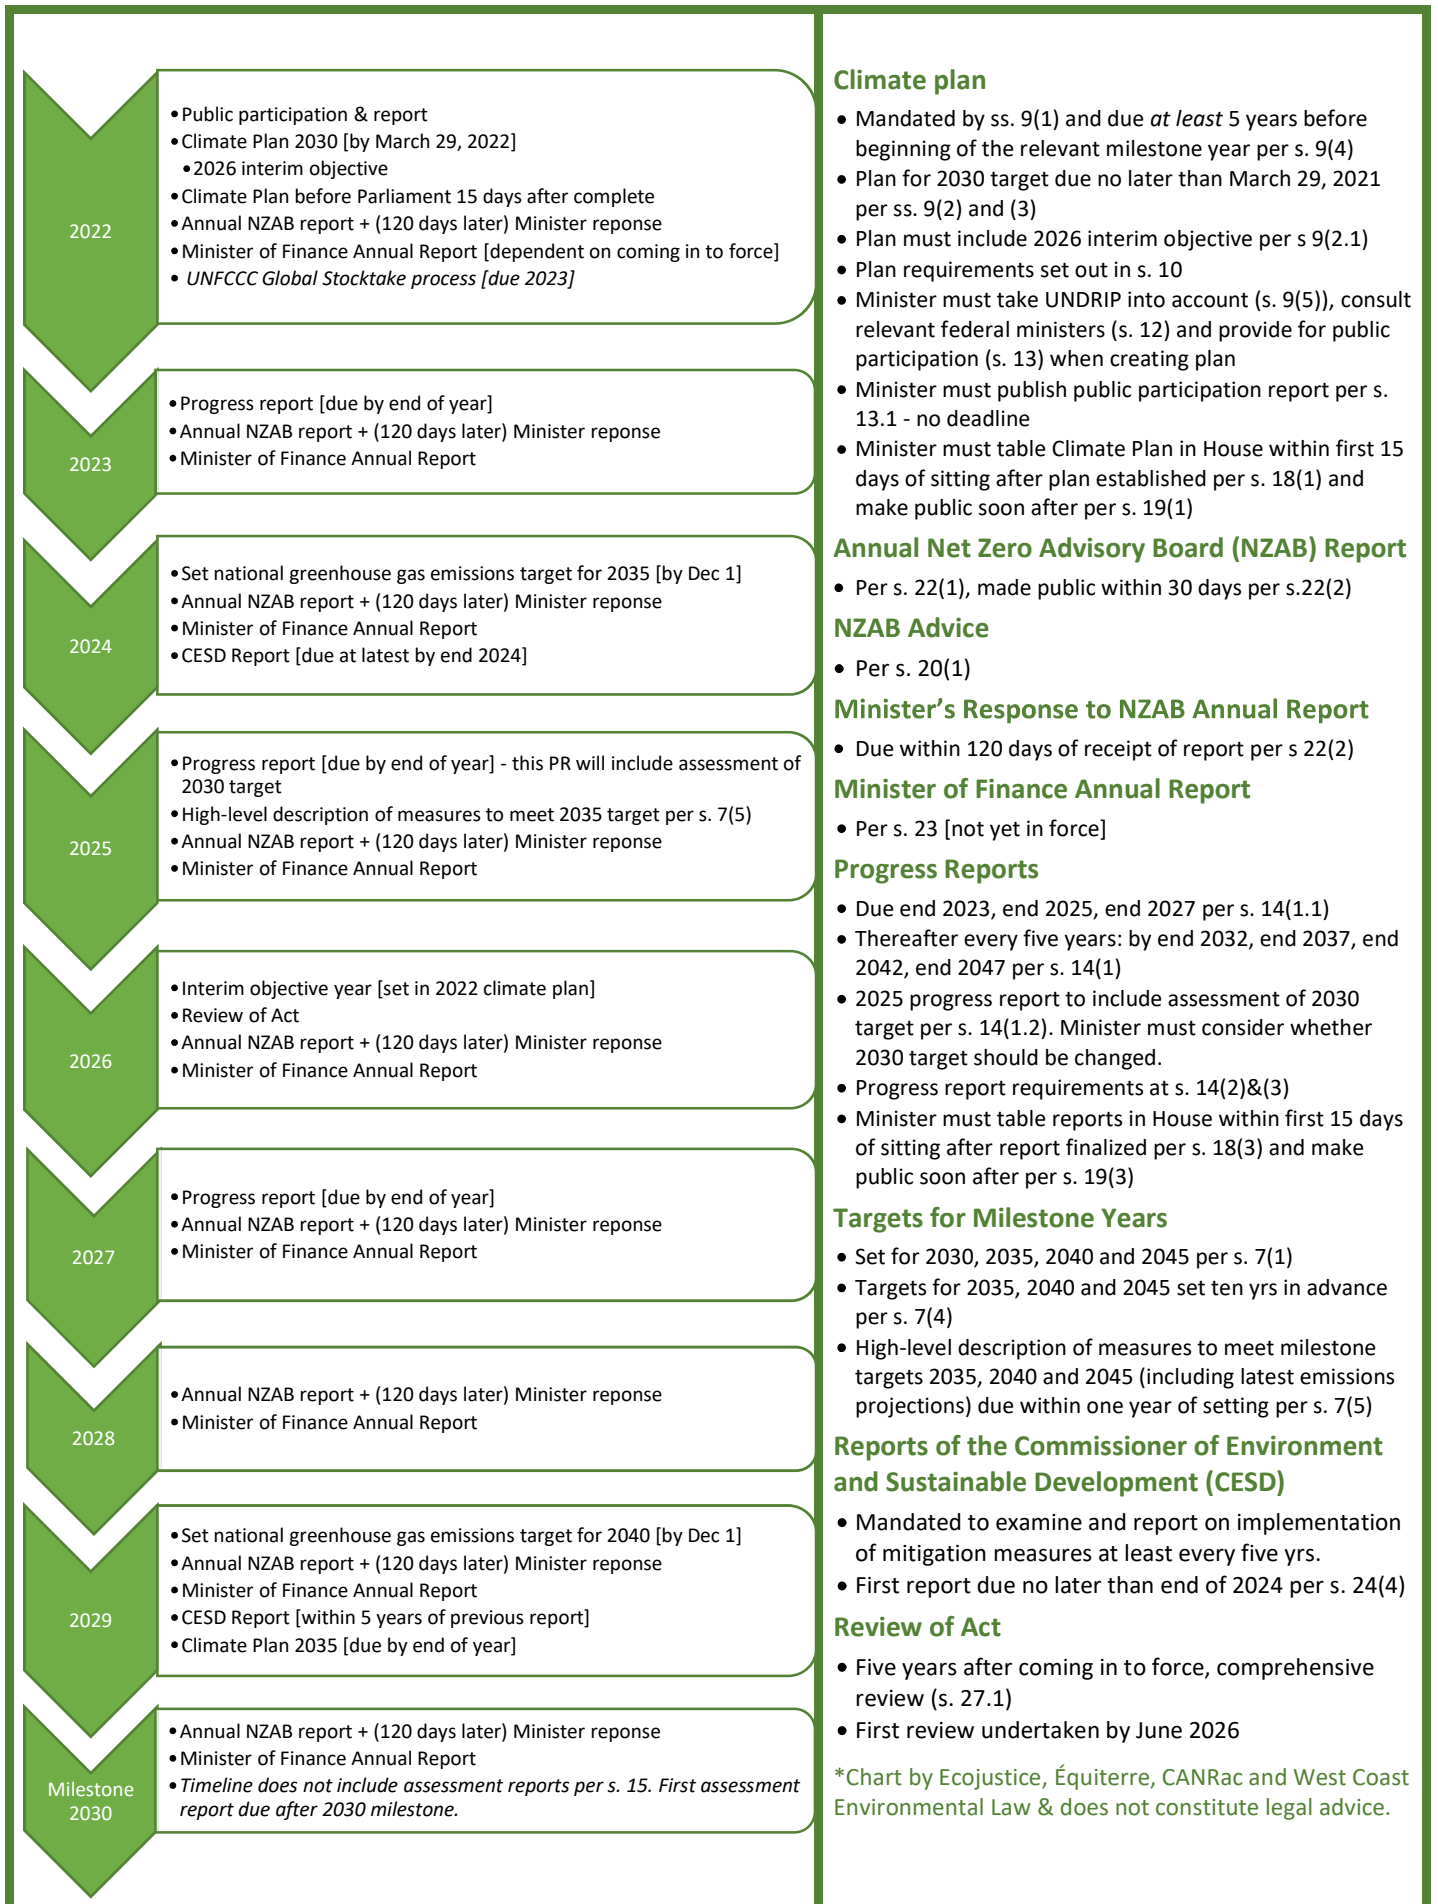 2022
•Public participation & report
•Climate Plan 2030 [by March 29, 2022]
•2026 interim objective
•Climate Plan before Parliament 15 days after complete
•Annual NZAB report + (120 days later) Minister reponse
•Minister of Finance Annual Report [dependent on coming in to force]
• UNFCCC Global Stocktake process [due 2023]
2023
•Progress report [due by end of year]
•Annual NZAB report + (120 days later) Minister reponse
•Minister of Finance Annual Report
2024
•Set national greenhouse gas emissions target for 2035 [by Dec 1]
•Annual NZAB report + (120 days later) Minister reponse
•Minister of Finance Annual Report
•CESD Report [due at latest by end 2024]
2025
•Progress report [due by end of year] - this PR will include assessment of
2030 target
•High-level description of measures to meet 2035 target per s. 7(5)
•Annual NZAB report + (120 days later) Minister reponse
•Minister of Finance Annual Report
2026
•Interim objective year [set in 2022 climate plan]
•Review of Act
•Annual NZAB report + (120 days later) Minister reponse
•Minister of Finance Annual Report
2027
•Progress report [due by end of year]
•Annual NZAB report + (120 days later) Minister reponse
•Minister of Finance Annual Report
2028
•Annual NZAB report + (120 days later) Minister reponse
•Minister of Finance Annual Report
2029
•Set national greenhouse gas emissions target for 2040 [by Dec 1]
•Annual NZAB report + (120 days later) Minister reponse
•Minister of Finance Annual Report
•CESD Report [within 5 years of previous report]
•Climate Plan 2035 [due by end of year]
Milestone
2030
•Annual NZAB report + (120 days later) Minister reponse
•Minister of Finance Annual Report
•Timeline does not include assessment reports per s. 15. First assessment
report due after 2030 milestone.
Climate plan
• Mandated by ss. 9(1) and due at least 5 years before
beginning of the relevant milestone year per s. 9(4)
• Plan for 2030 target due no later than March 29, 2021
per ss. 9(2) and (3)
• Plan must include 2026 interim objective per s 9(2.1)
• Plan requirements set out in s. 10
• Minister must take UNDRIP into account (s. 9(5)), consult
relevant federal ministers (s. 12) and provide for public
participation (s. 13) when creating plan
• Minister must publish public participation report per s.
13.1 - no deadline
• Minister must table Climate Plan in House within first 15
days of sitting after plan established per s. 18(1) and
make public soon after per s. 19(1)
Annual Net Zero Advisory Board (NZAB) Report
• Per s. 22(1), made public within 30 days per s.22(2)
NZAB Advice
• Per s. 20(1)
Minister’s Response to NZAB Annual Report
• Due within 120 days of receipt of report per s 22(2)
Minister of Finance Annual Report
• Per s. 23 [not yet in force]
Progress Reports
• Due end 2023, end 2025, end 2027 per s. 14(1.1)
• Thereafter every five years: by end 2032, end 2037, end
2042, end 2047 per s. 14(1)
• 2025 progress report to include assessment of 2030
target per s. 14(1.2). Minister must consider whether
2030 target should be changed.
• Progress report requirements at s. 14(2)&(3)
• Minister must table reports in House within first 15 days
of sitting after report finalized per s. 18(3) and make
public soon after per s. 19(3)
Targets for Milestone Years
• Set for 2030, 2035, 2040 and 2045 per s. 7(1)
• Targets for 2035, 2040 and 2045 set ten yrs in advance
per s. 7(4)
• High-level description of measures to meet milestone
targets 2035, 2040 and 2045 (including latest emissions
projections) due within one year of setting per s. 7(5)
Reports of the Commissioner of Environment
and Sustainable Development (CESD)
• Mandated to examine and report on implementation
of mitigation measures at least every five yrs.
• First report due no later than end of 2024 per s. 24(4)
Review of Act
• Five years after coming in to force, comprehensive
review (s. 27.1)
• First review undertaken by June 2026
*Chart by Ecojustice, Équiterre, CANRac and West Coast
Environmental Law & does not constitute legal advice.